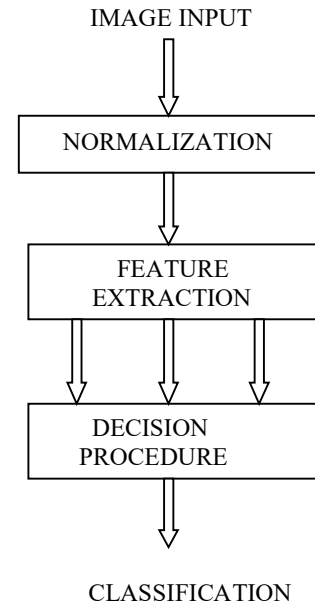 IMAGE INPUT
NORMALIZATION
FEATURE
EXTRACTION
DECISION
PROCEDURE
CLASSIFICATION